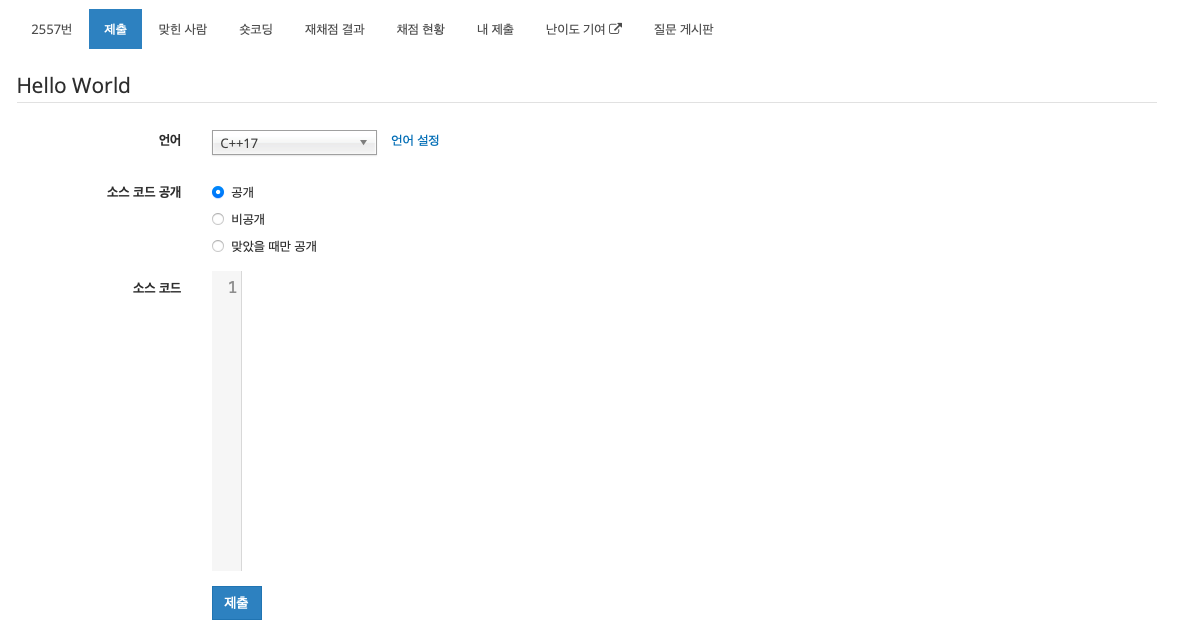 2557번 제출 맞힌 사람 숏코딩 재채점 결과 채점 현황 내 제출 난이도 기여 질문 게시판
Hello World
언어 C++17 언어 설정
소스 코드 공개 공개
비공개
맞았을 때만 공개
소스 코드 1
제출